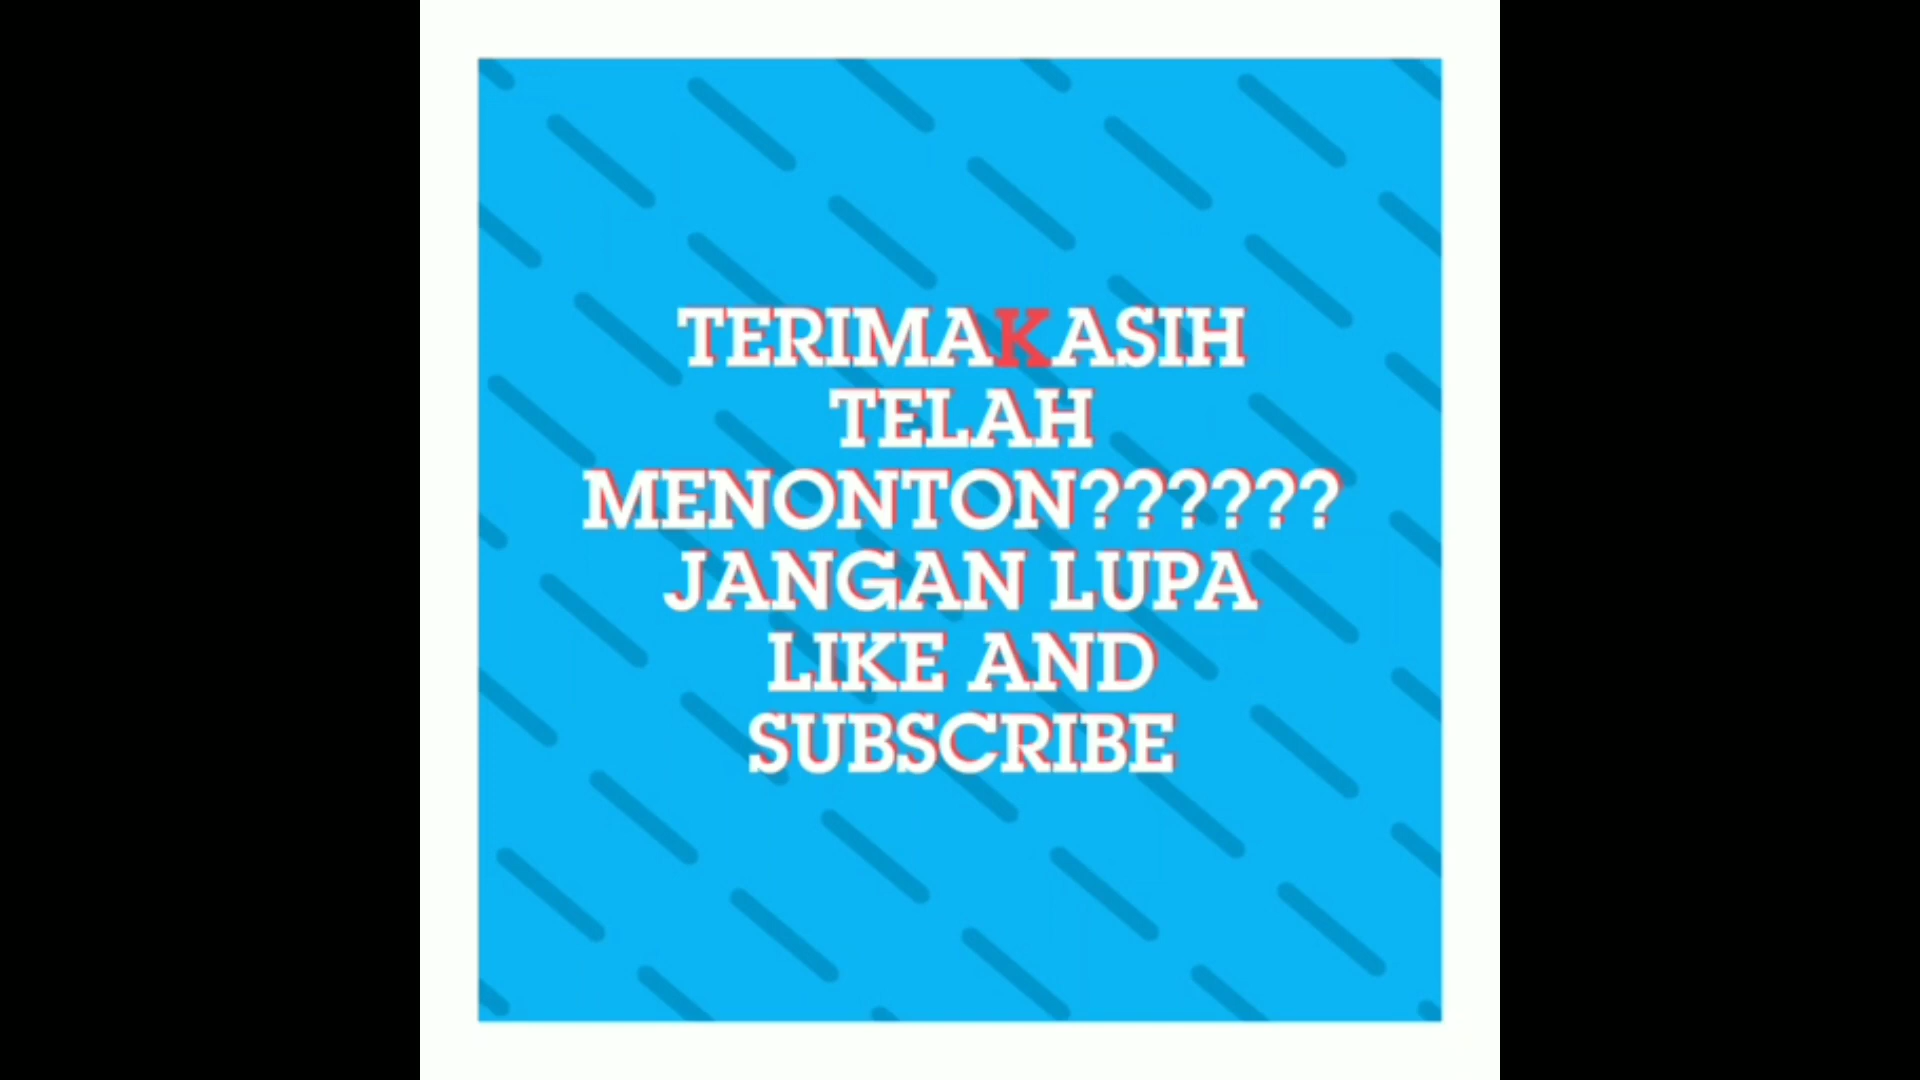 TERIMAKASIH
TELAH
MENONTON??????
JANGAN LUPA
LIKE AND
SUBSCRIBE